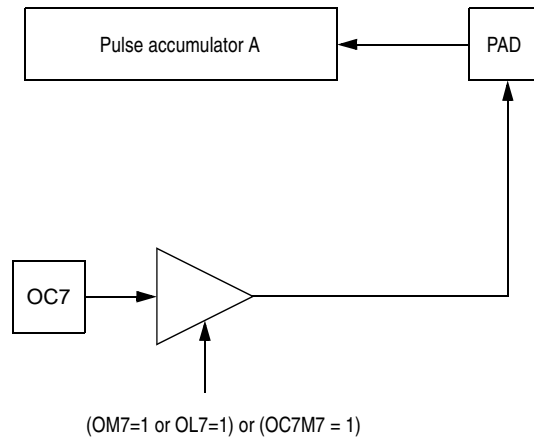 Pulse accumulator A
PAD
OC7
(OM7=1 or OL7=1) or (OC7M7 = 1)